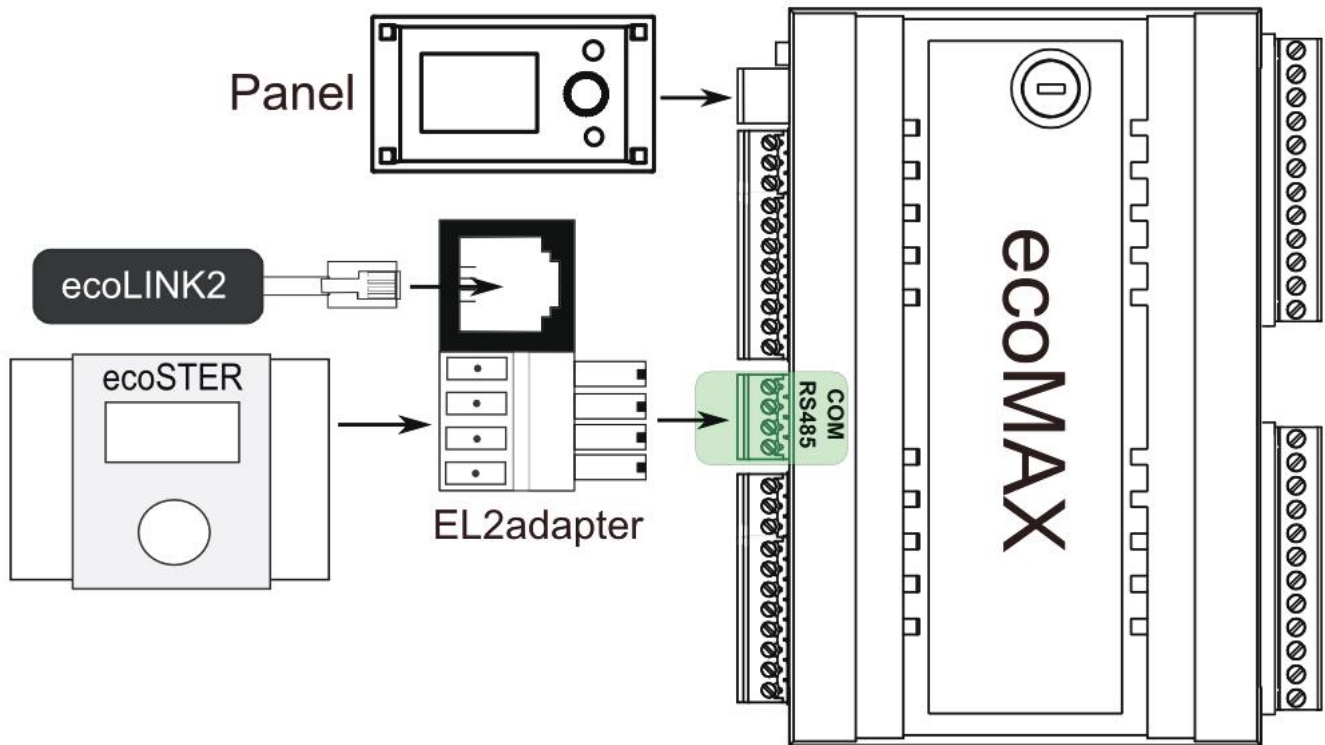 Panel
ecoLINK2
ecoSTER
EL2adapter
COM
RS485
ecoMAX